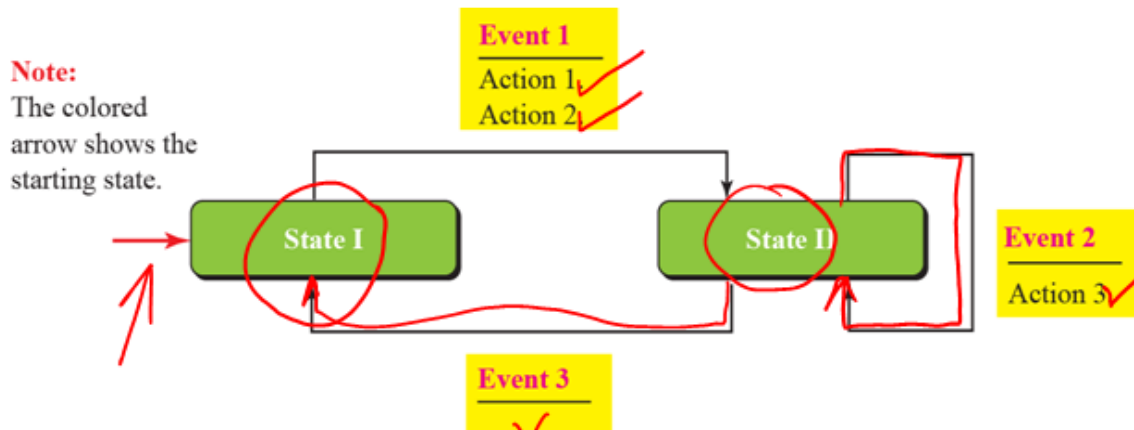 Event 1
Action 1
Action 2
Note:
The colored
arrow shows the
starting state.
State I
State II
Event 2
Action 3
Event 3